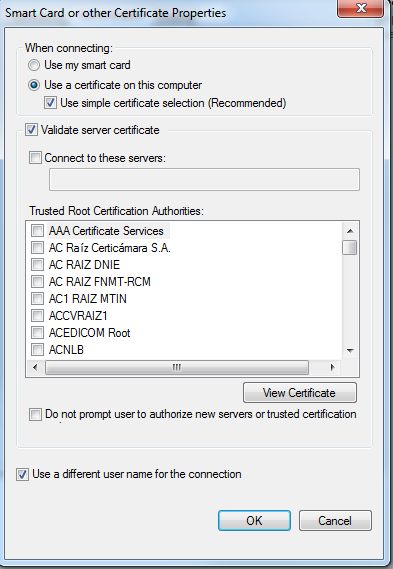 Smart Card or other Certificate Properties
When connecting:
Use my smart card
Use a certificate on this computer
Use simple certificate selection (Recommended)
Validate server certificate
Connect to these servers:
Trusted Root Certification Authorities:
AAA Certificate Services
AC Raíz Certicámara S.A.
AC RAIZ DNIE
AC RAIZ FNMT-RCM
AC1 RAIZ MTIN
ACCVRAIZ1
ACEDICOM Root
ACNLB
View Certificate
Do not prompt user to authorize new servers or trusted certification
Use a different user name for the connection
OK
Cancel